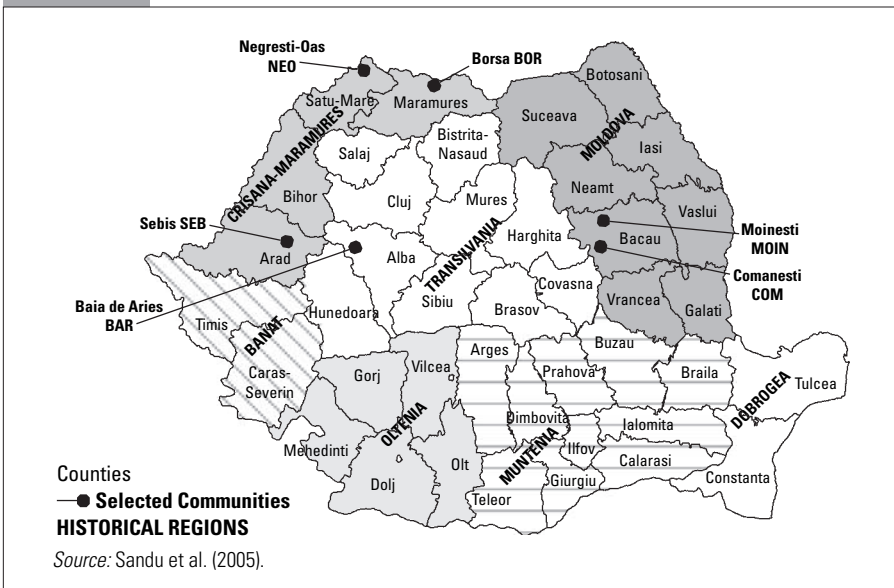 Negresti-Oas
NEO
Borsa BOR
Botosani
Satu-Mare
Maramures
Suceava
Bistrita-
Nasaud
MOLDOVA
Iasi
CRISANA-MARAMURES
Salaj
Neamt
Bihor
Cluj
Mures
Vaslui
Sebis SEB
Harghita
Moinesti
MOIN
Bacau
Arad
Alba
TRANSILVANIA
Comanesti
COM
Covasna
Baia de Aries
BAR
Sibiu
Vrancea
Hunedoara
Brasov
Galati
Timis
BANAT
Buzau
Arges
Vilcea
Prahova
Braila
Caras-
Severin
Gorj
Tulcea
DOBROGEA
OLTENIA
Dimbovita
Ialomita
MUNTENIA
Mehedinti
Ilfov
Calarasi
Olt
Giurgiu
Constanta
Dolj
Teleor
Counties
Selected Communities
HISTORICAL REGIONS
Source: Sandu et al. (2005).